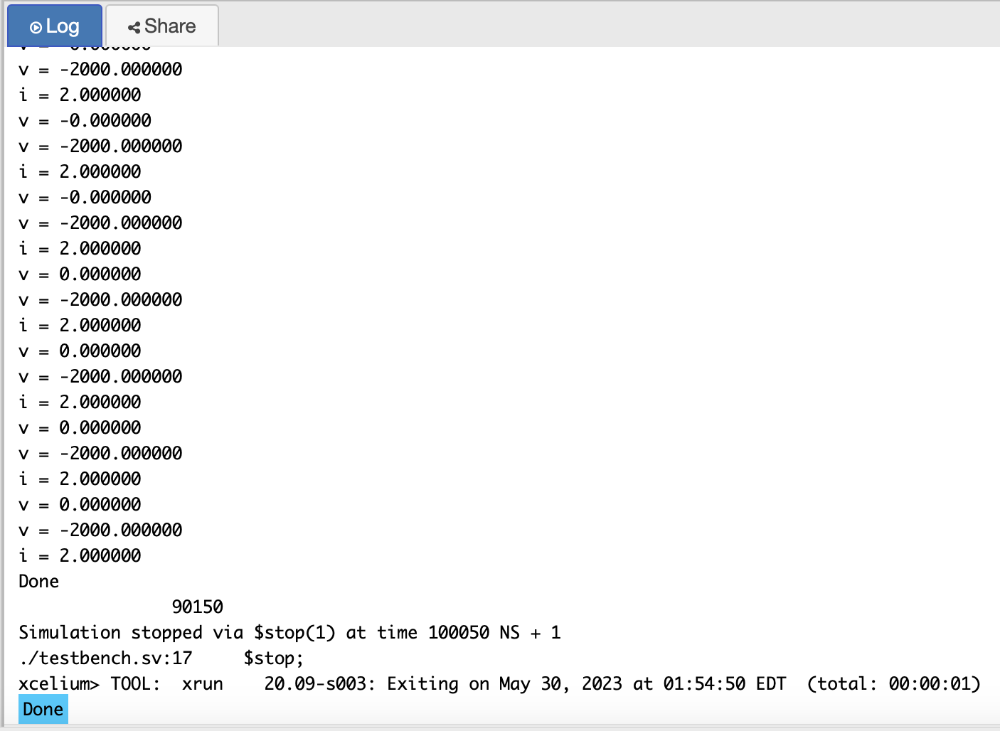 Log
Share
v = -2000.000000
i = 2.000000
v = -0.000000
v = -2000.000000
i = 2.000000
v = -0.000000
v = -2000.000000
i = 2.000000
v = 0.000000
v = -2000.000000
i = 2.000000
v = 0.000000
v = -2000.000000
i = 2.000000
v = 0.000000
v = -2000.000000
i = 2.000000
v = 0.000000
v = -2000.000000
i = 2.000000
Done
90150
Simulation stopped via $stop(1) at time 100050 NS + 1
./testbench.sv:17     $stop;
xcelium> TOOL:  xrun    20.09-s003: Exiting on May 30, 2023 at 01:54:50 EDT  (total: 00:00:01)
Done